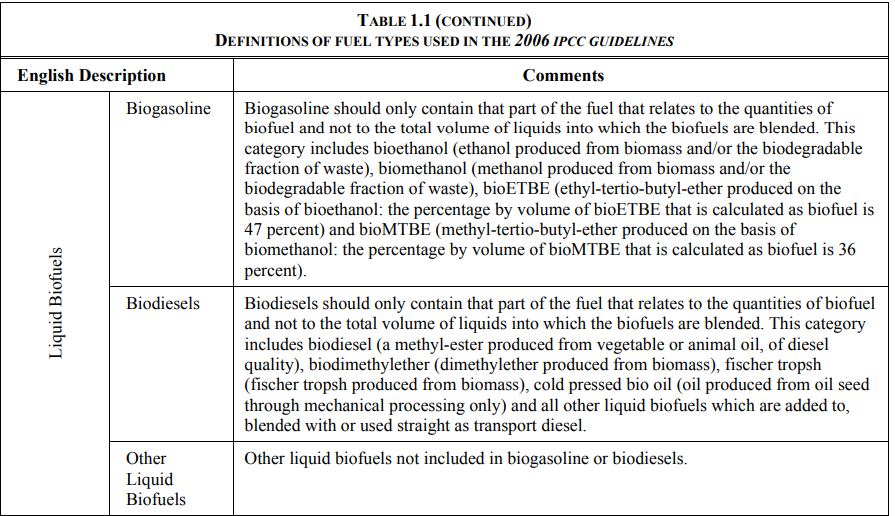 TABLE 1.1 (CONTINUED)
DEFINITIONS OF FUEL TYPES USED IN THE 2006 IPCC GUIDELINES
English Description
Comments
Liquid Biofuels
Biogasoline
Biogasoline should only contain that part of the fuel that relates to the quantities of
biofuel and not to the total volume of liquids into which the biofuels are blended. This
category includes bioethanol (ethanol produced from biomass and/or the biodegradable
fraction of waste), biomethanol (methanol produced from biomass and/or the
biodegradable fraction of waste), bioETBE (ethyl-tertio-butyl-ether produced on the
basis of bioethanol: the percentage by volume of bioETBE that is calculated as biofuel is
47 percent) and bioMTBE (methyl-tertio-butyl-ether produced on the basis of
biomethanol: the percentage by volume of bioMTBE that is calculated as biofuel is 36
percent).
Biodiesels
Biodiesels should only contain that part of the fuel that relates to the quantities of biofuel
and not to the total volume of liquids into which the biofuels are blended. This category
includes biodiesel (a methyl-ester produced from vegetable or animal oil, of diesel
quality), biodimethylether (dimethylether produced from biomass), fischer tropsh
(fischer tropsh produced from biomass), cold pressed bio oil (oil produced from oil seed
through mechanical processing only) and all other liquid biofuels which are added to,
blended with or used straight as transport diesel.
Other
Liquid
Biofuels
Other liquid biofuels not included in biogasoline or biodiesels.